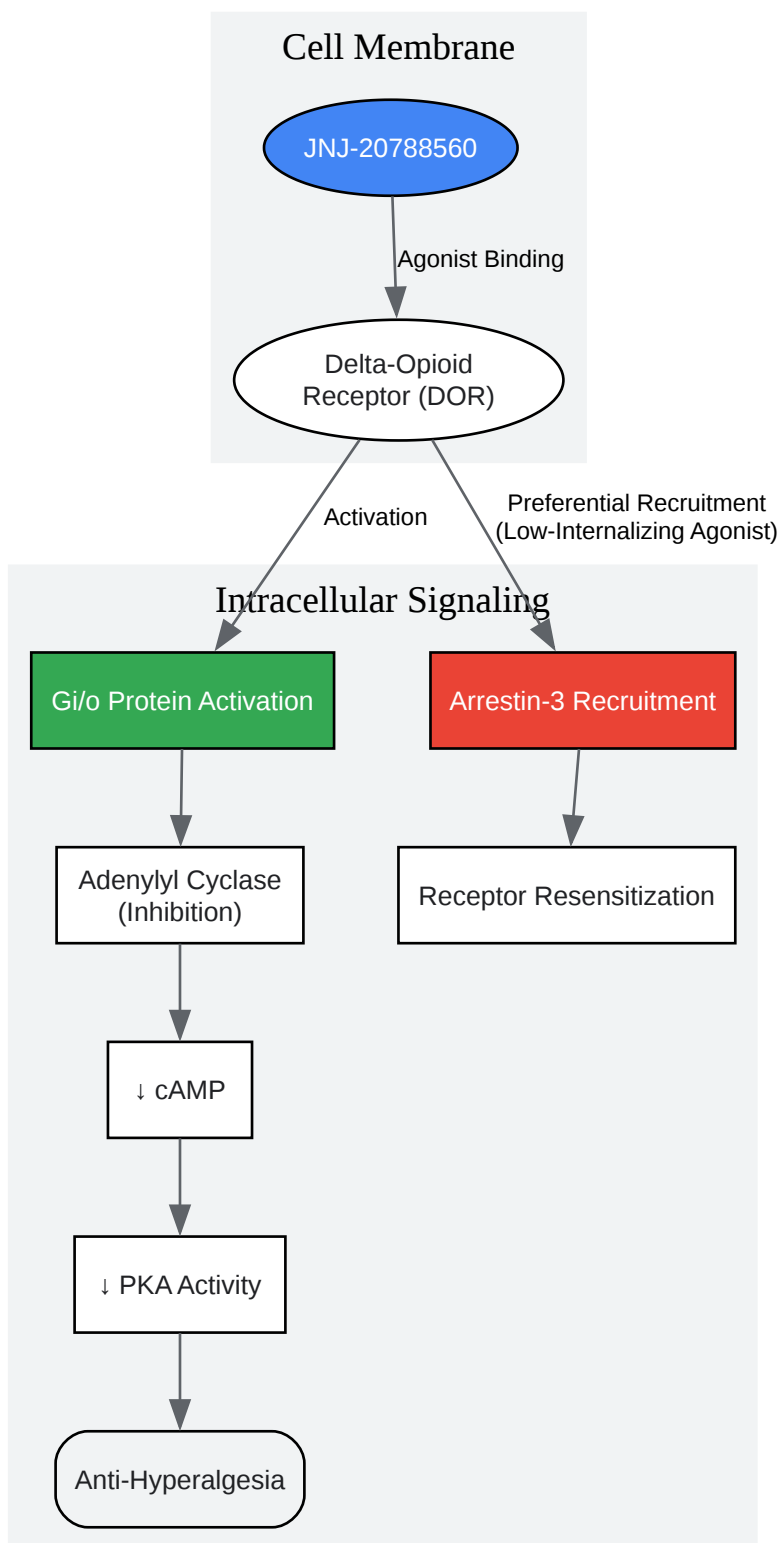 Cell Membrane
JNJ-20788560
Agonist Binding
Delta-Opioid
Receptor (DOR)
Activation
Preferential Recruitment
(Low-Internalizing Agonist)
Intracellular Signaling
Gi/o Protein Activation
Arrestin-3 Recruitment
Adenylyl Cyclase
(Inhibition)
Receptor Resensitization
↓ cAMP
↓ PKA Activity
Anti-Hyperalgesia